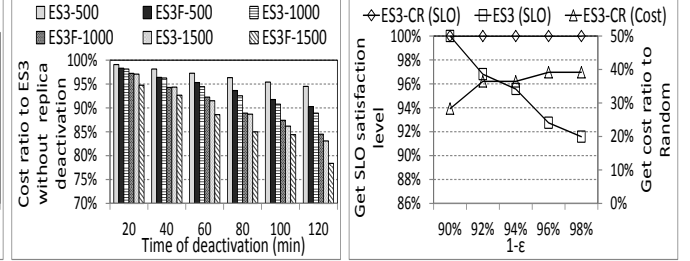 ES3-500 ES3F-500 ES3-1000
ES3F-1000 ES3-1500 ES3F-1500
Cost ratio to ES3
without replica
deactivation
100%
95%
90%
85%
80%
75%
70%
20 40 60 80 100 120
Time of deactivation (min)
ES3-CR (SLO) ES3 (SLO) ES3-CR (Cost)
Get SLO satisfaction
level
100%
98%
96%
94%
92%
90%
88%
86%
50%
40%
30%
20%
10%
0%
Get cost ratio to
Random
90% 92% 94% 96% 98%
1-ε